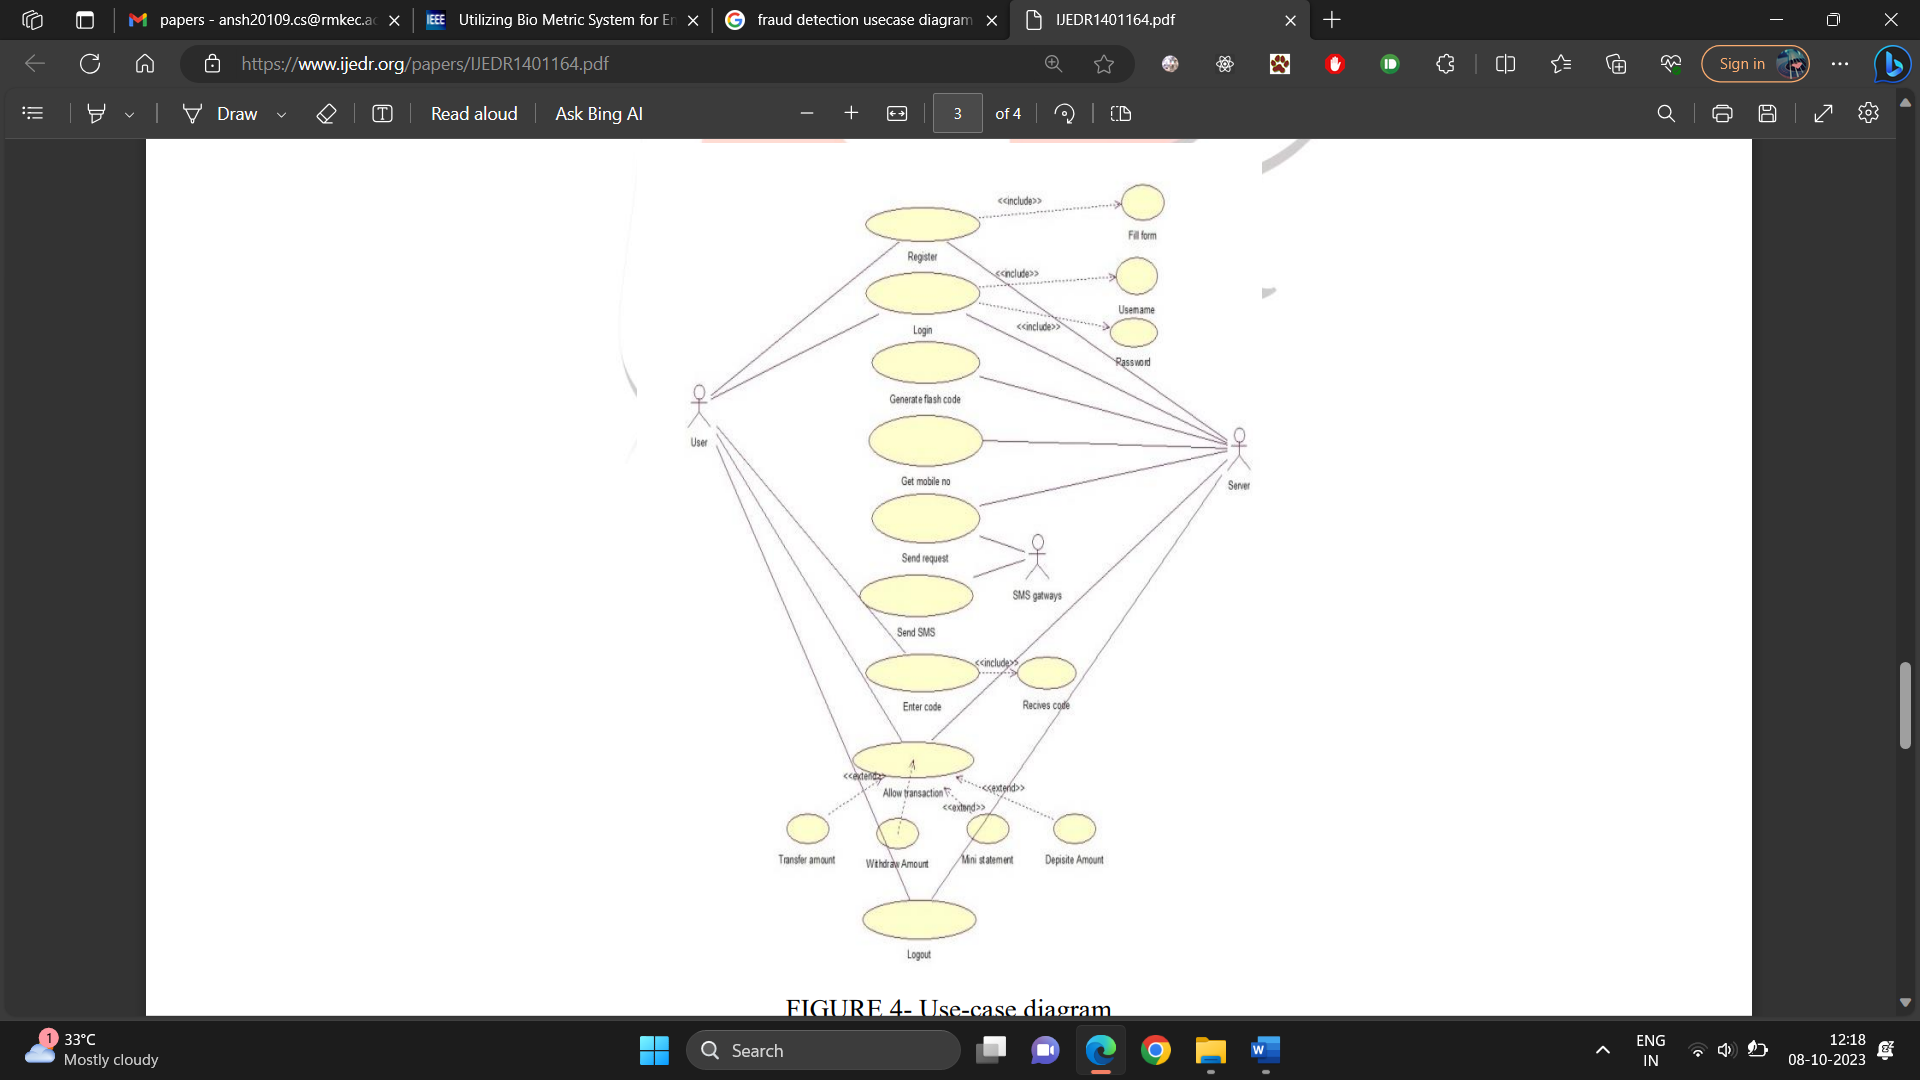 papers - ansh20109.cs@rmkec.ac
Utilizing Bio Metric System for En
fraud detection usecase diagram
IJEDR1401164.pdf
https://www.ijedr.org/papers/IJEDR1401164.pdf
Sign in
Draw
Read aloud
Ask Bing AI
3
of 4
<<include>>
Fill form
Register
<<include>>
Username
Login
<<include>>
Password
Generate flash code
User
Get mobile no
Server
Send request
SMS gatways
Send SMS
<<include>>
Enter code
Recives code
<<extend>>
Allow transaction
<<extend>>
<<extend>>
Transfer amount
Withdraw Amount
Mini statement
Depisite Amount
Logout
FIGURE 4- Use-case diagram
1
33°C
Mostly cloudy
Search
ENG
IN
12:18
08-10-2023